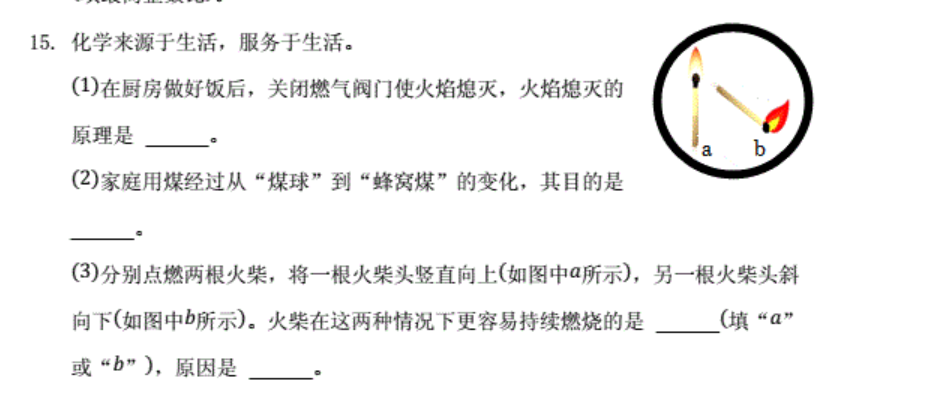 15. 化学来源于生活，服务于生活。
(1)在厨房做好饭后，关闭燃气阀门使火焰熄灭，火焰熄灭的
原理是 ______。
(2)家庭用煤经过从“煤球”到“蜂窝煤”的变化，其目的是
______。
(3)分别点燃两根火柴，将一根火柴头竖直向上(如图中a所示)，另一根火柴头斜
向下(如图中b所示)。火柴在这两种情况下更容易持续燃烧的是 ______(填“a”
或“b”)，原因是 ______。
a b